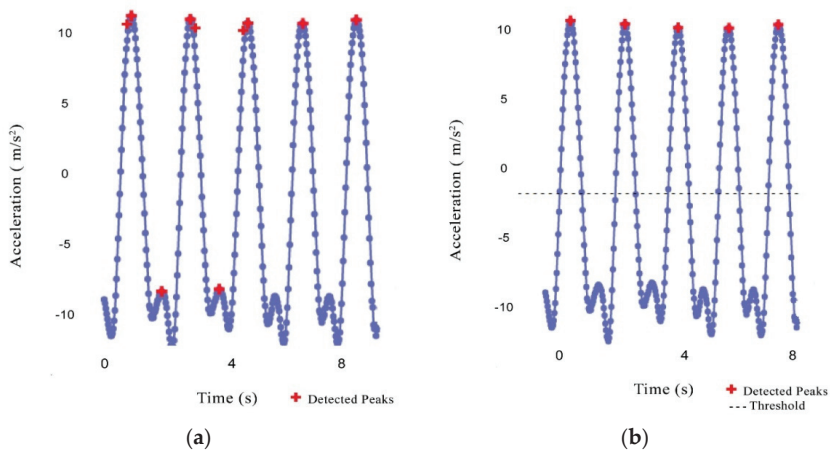 10
5
0
-5
-10
Acceleration ( m/s²)
0 4 8
Time (s)
Detected Peaks
(a)
10
5
0
-5
-10
Acceleration ( m/s²)
0 4 8
Time (s)
Detected Peaks
Threshold
(b)